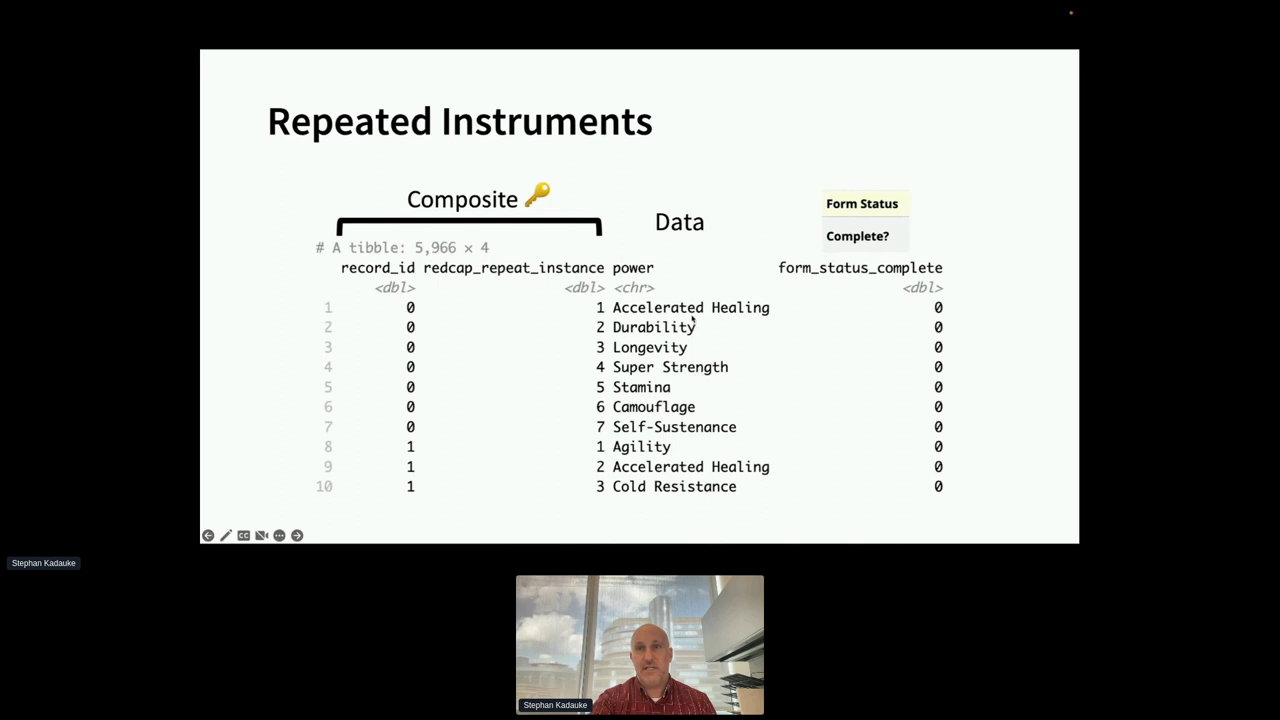 Repeated Instruments
Composite 🔑
Data
Form Status
Complete?
# A tibble: 5,966 × 4
record_id redcap_repeat_instance power form_status_complete
<dbl> <dbl> <chr> <dbl>
1 0 1 Accelerated Healing 0
2 0 2 Durability 0
3 0 3 Longevity 0
4 0 4 Super Strength 0
5 0 5 Stamina 0
6 0 6 Camouflage 0
7 0 7 Self-Sustenance 0
8 1 1 Agility 0
9 1 2 Accelerated Healing 0
10 1 3 Cold Resistance 0
CC
Stephan Kadauke
Stephan Kadauke